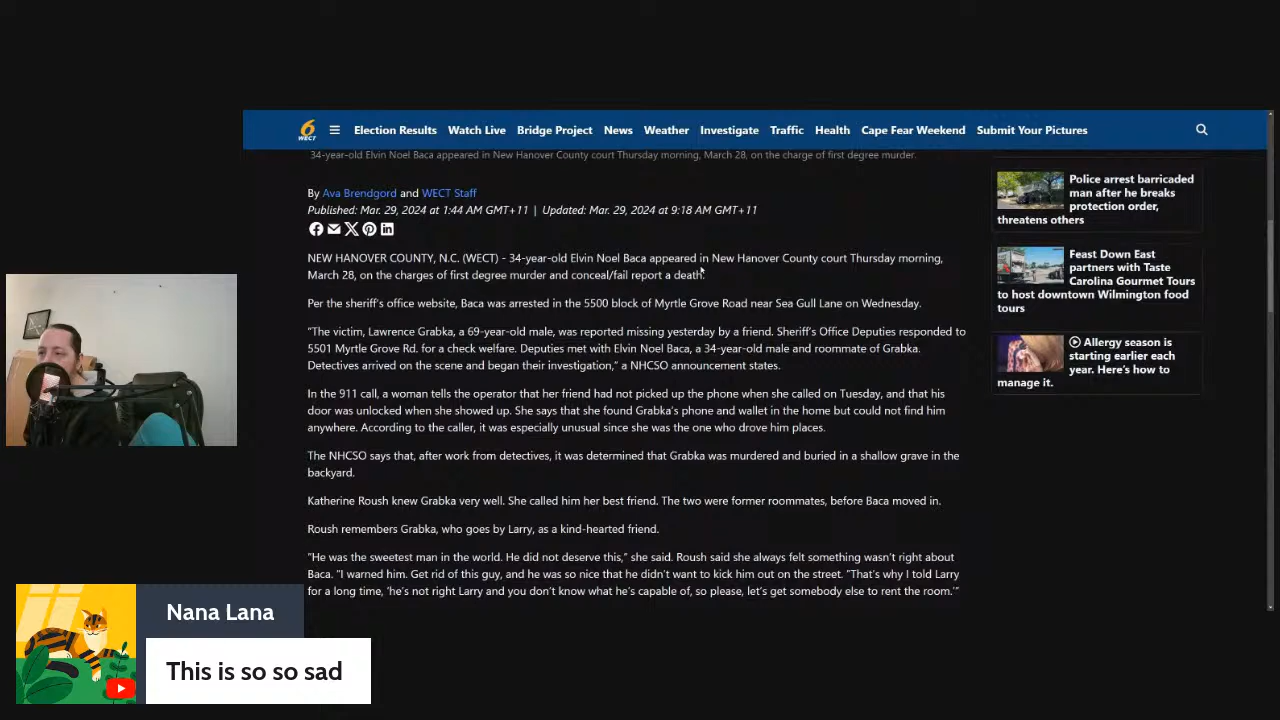 6
WECT
Election Results
Watch Live
Bridge Project
News
Weather
Investigate
Traffic
Health
Cape Fear Weekend
Submit Your Pictures
34-year-old Elvin Noel Baca appeared in New Hanover County court Thursday morning, March 28, on the charge of first degree murder.
By Ava Brendgord and WECT Staff
Published: Mar. 29, 2024 at 1:44 AM GMT+11 | Updated: Mar. 29, 2024 at 9:18 AM GMT+11
NEW HANOVER COUNTY, N.C. (WECT) - 34-year-old Elvin Noel Baca appeared in New Hanover County court Thursday morning,
March 28, on the charges of first degree murder and conceal/fail report a death.
Per the sheriff's office website, Baca was arrested in the 5500 block of Myrtle Grove Road near Sea Gull Lane on Wednesday.
"The victim, Lawrence Grabka, a 69-year-old male, was reported missing yesterday by a friend. Sheriff's Office Deputies responded to
5501 Myrtle Grove Rd. for a check welfare. Deputies met with Elvin Noel Baca, a 34-year-old male and roommate of Grabka.
Detectives arrived on the scene and began their investigation," a NHCSO announcement states.
In the 911 call, a woman tells the operator that her friend had not picked up the phone when she called on Tuesday, and that his
door was unlocked when she showed up. She says that she found Grabka's phone and wallet in the home but could not find him
anywhere. According to the caller, it was especially unusual since she was the one who drove him places.
The NHCSO says that, after work from detectives, it was determined that Grabka was murdered and buried in a shallow grave in the
backyard.
Katherine Roush knew Grabka very well. She called him her best friend. The two were former roommates, before Baca moved in.
Roush remembers Grabka, who goes by Larry, as a kind-hearted friend.
"He was the sweetest man in the world. He did not deserve this," she said. Roush said she always felt something wasn't right about
Baca. "I warned him. Get rid of this guy, and he was so nice that he didn't want to kick him out on the street. "That's why I told Larry
for a long time, 'he's not right Larry and you don't know what he's capable of, so please, let's get somebody else to rent the room.'"
Police arrest barricaded
man after he breaks
protection order,
threatens others
Feast Down East
partners with Taste
Carolina Gourmet Tours
to host downtown Wilmington food
tours
Allergy season is
starting earlier each
year. Here's how to
manage it.
Nana Lana
This is so so sad